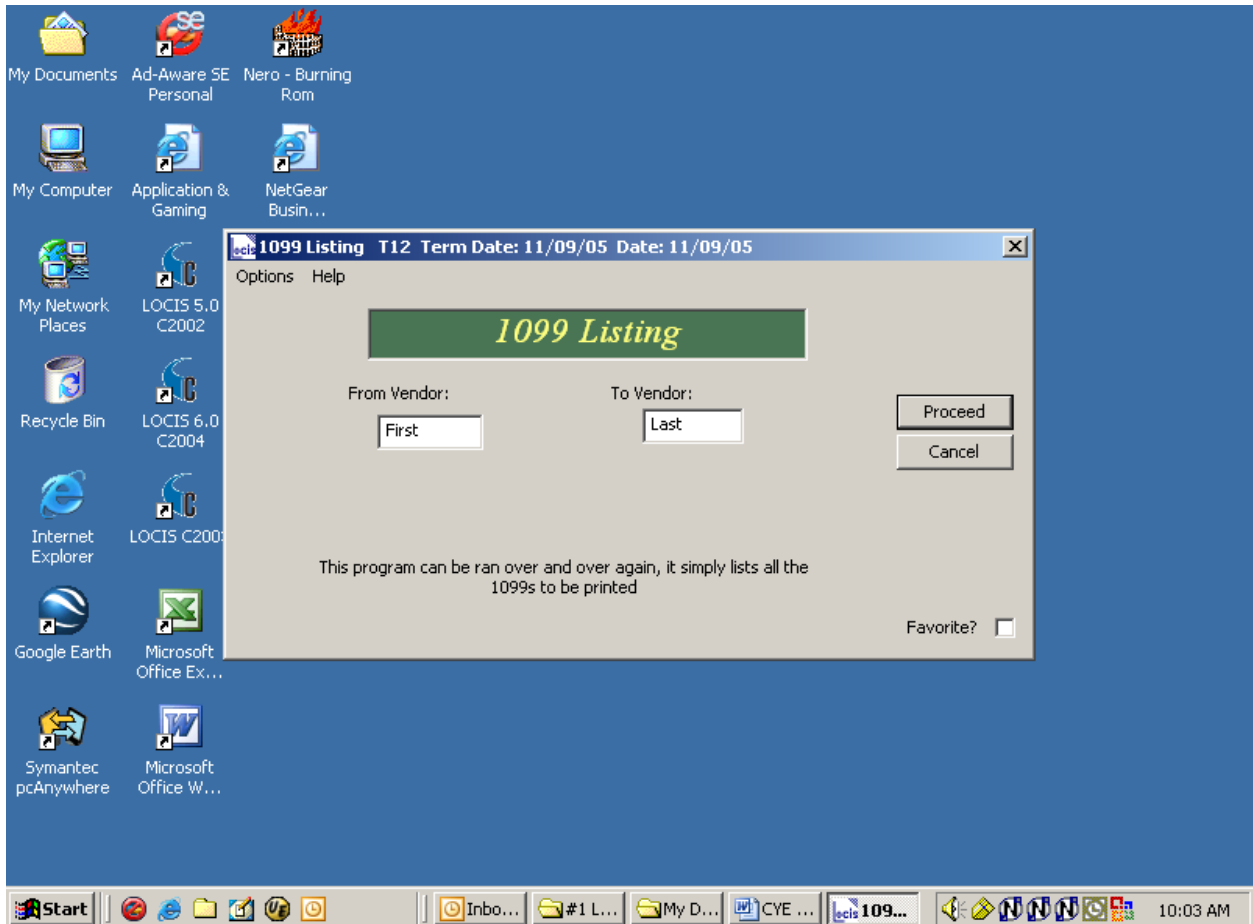 My Documents
Ad-Aware SE
Personal
Nero - Burning
Rom
My Computer
Application &
Gaming
NetGear
Busin...
My Network
Places
LOCIS 5.0
C2002
Recycle Bin
LOCIS 6.0
C2004
Internet
Explorer
LOCIS C200
Google Earth
Microsoft
Office Ex...
Symantec
pcAnywhere
Microsoft
Office W...
1099 Listing T12 Term Date: 11/09/05 Date: 11/09/05
Options Help
1099 Listing
From Vendor:
To Vendor:
First
Last
Proceed
Cancel
This program can be ran over and over again, it simply lists all the
1099s to be printed
Favorite?
Start
Inbo...
#1 L...
My D...
CYE ...
109...
10:03 AM